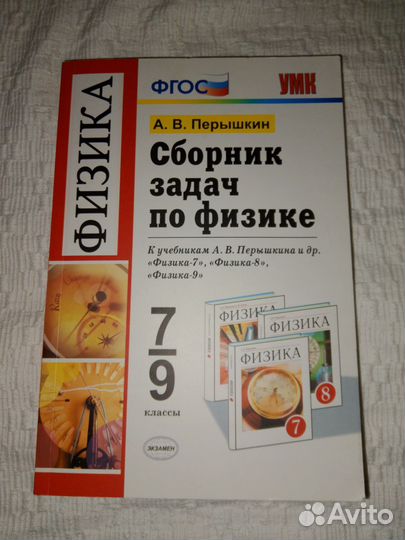 ФИЗИКА
ФГОС
УМК
А. В. Перышкин
Сборник
задач
по физике
К учебникам А. В. Перышкина и др.
«Физика-7», «Физика-8»,
«Физика-9»
7
9
КЛАССЫ
ФИЗИКА
ФИЗИКА
8
ФИЗИКА
7
ЭКЗАМЕН
Avito